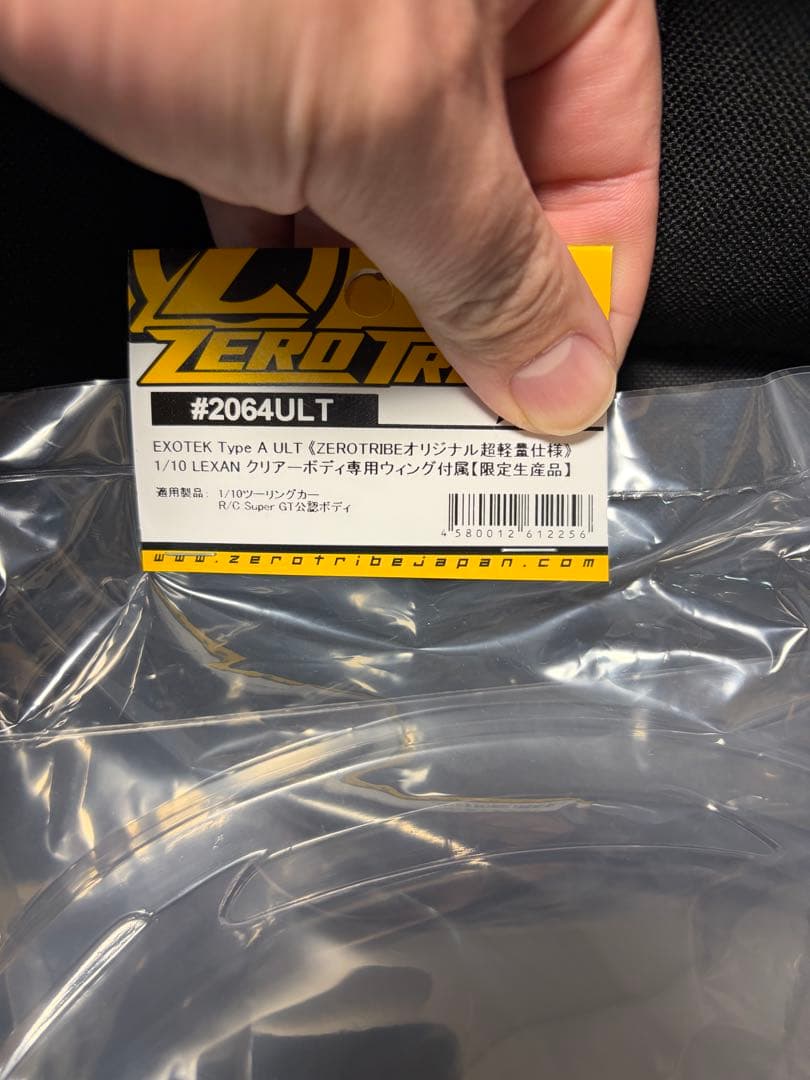 ZERO TRI
#2064ULT
EXOTEK Type A ULT《ZEROTRIBEオリジナル超軽量仕様》
1/10 LEXAN クリアーボディ専用ウィング付属【限定生産品】
適用製品: 1/10ツーリングカー
R/C Super GT公認ボディ
4 580012 612256
www.zerotribejapan.com